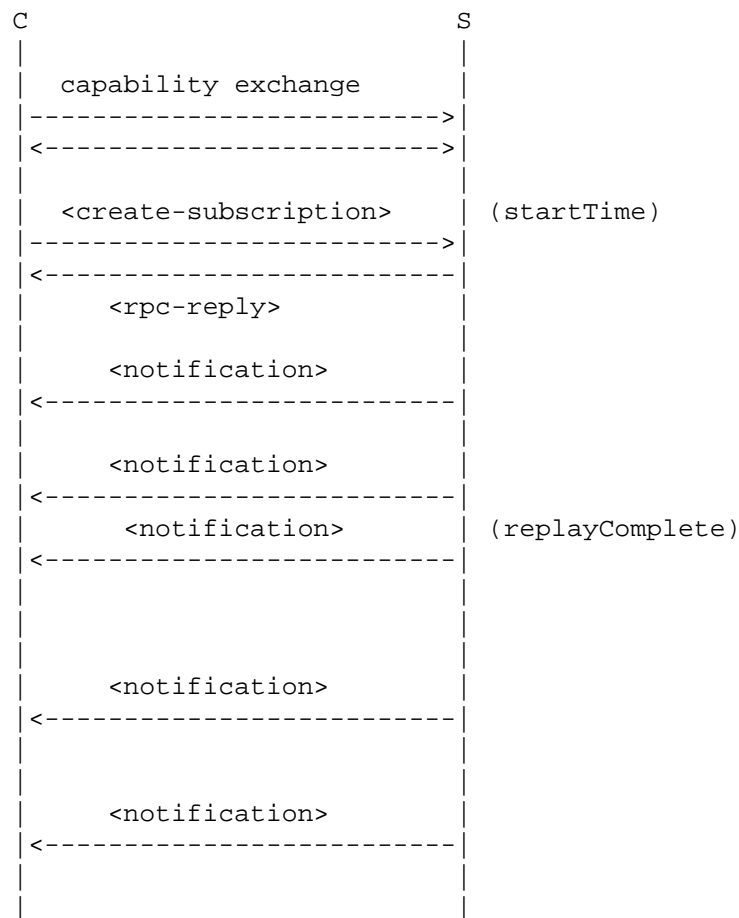 C S
capability exchange
<create-subscription> (startTime)
<rpc-reply>
<notification>
<notification>
<notification> (replayComplete)
<notification>
<notification>